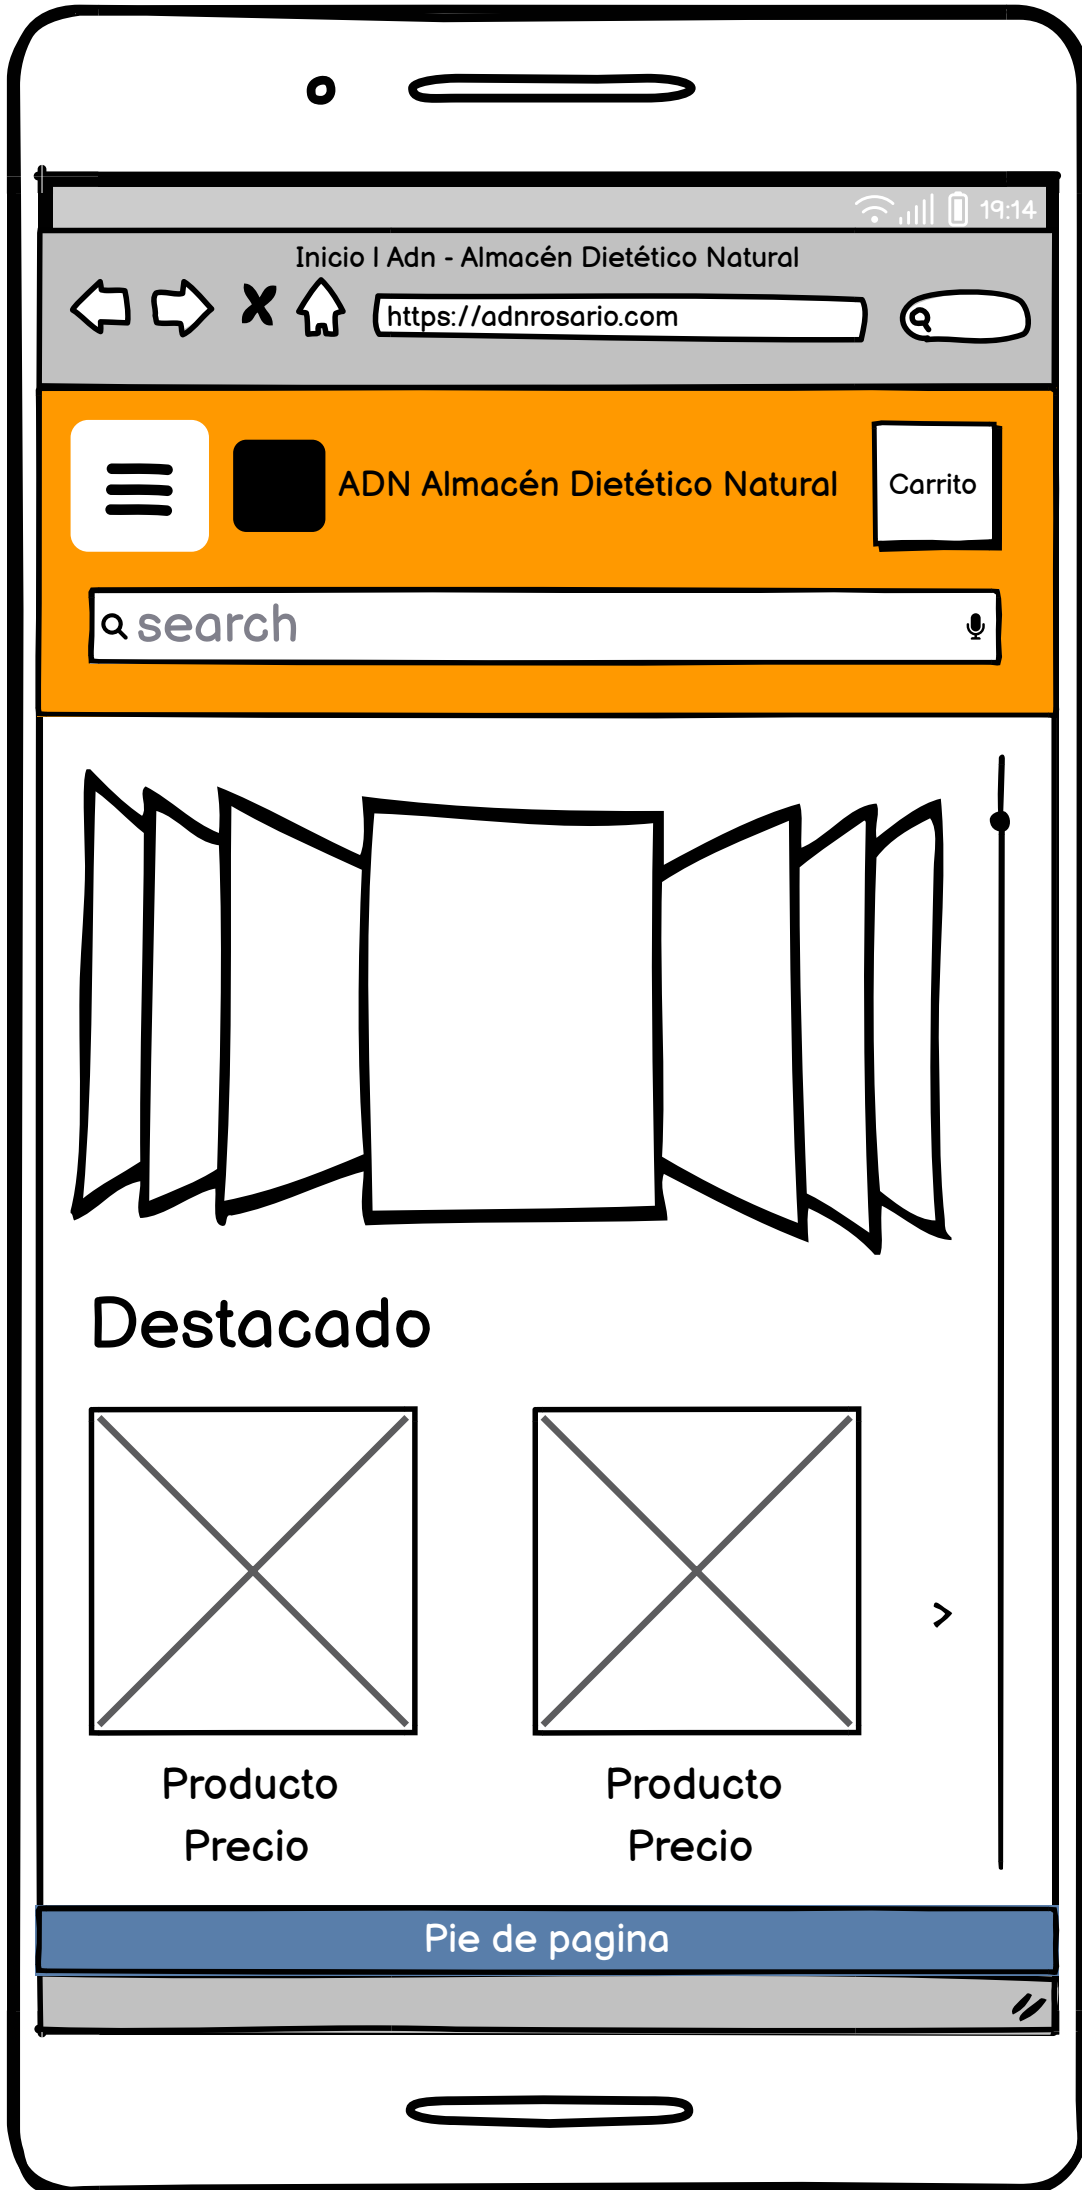 19:14
Inicio | Adn - Almacén Dietético Natural
https://adnrosario.com
ADN Almacén Dietético Natural
Carrito
search
Destacado
Producto Producto
Precio Precio
Pie de pagina